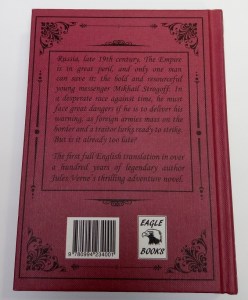 Russia, late 19th century. The Empire
is in great peril, and only one man
can save it: the bold and resourceful
young messenger Mikhail Strogoff. In
a desperate race against time, he must
face great dangers if he is to deliver his
warning, as foreign armies mass on
the border and a traitor lurks ready to strike.
But is it already too late?
The first full English translation in over
a hundred years of legendary author
Jules Verne's thrilling adventure novel.
EAGLE
BOOKS
9 780994 234001